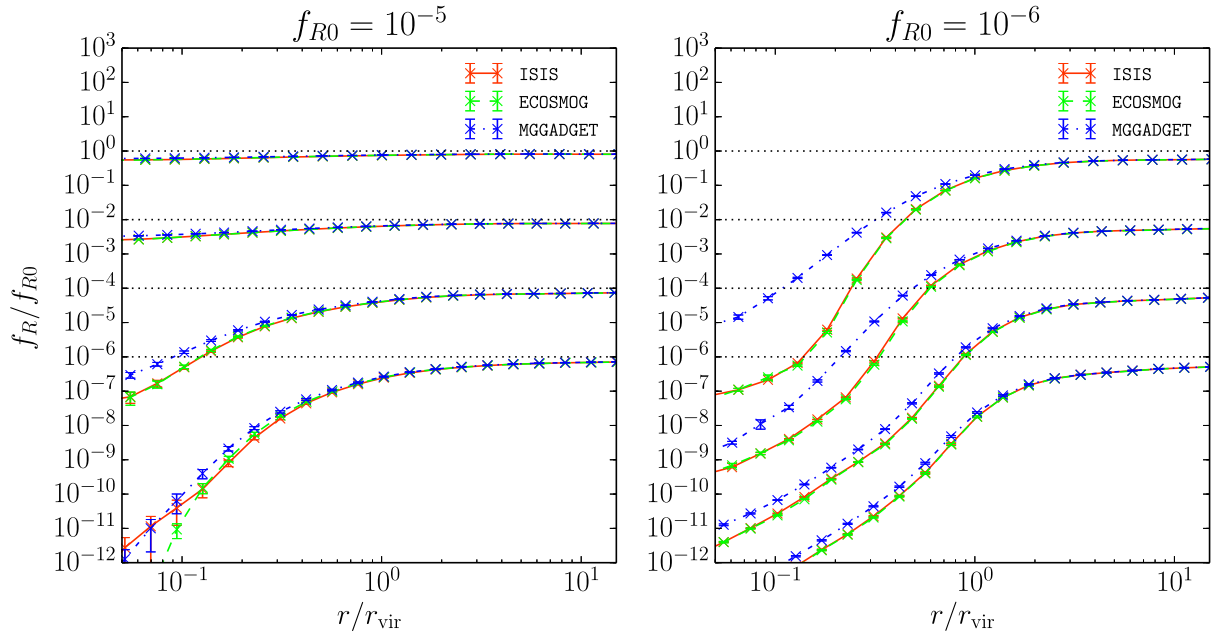 f_{R0} = 10^{-5}
f_R/f_{R0}
10^3
10^2
10^1
10^0
10^{-1}
10^{-2}
10^{-3}
10^{-4}
10^{-5}
10^{-6}
10^{-7}
10^{-8}
10^{-9}
10^{-10}
10^{-11}
10^{-12}
ISIS
ECOSMOG
MGGADGET
10^{-1} 10^0 10^1
r/r_{vir}
f_{R0} = 10^{-6}
10^3
10^2
10^1
10^0
10^{-1}
10^{-2}
10^{-3}
10^{-4}
10^{-5}
10^{-6}
10^{-7}
10^{-8}
10^{-9}
10^{-10}
10^{-11}
10^{-12}
ISIS
ECOSMOG
MGGADGET
10^{-1} 10^0 10^1
r/r_{vir}